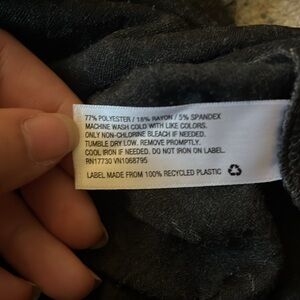 77% POLYESTER / 18% RAYON / 5% SPANDEX
MACHINE WASH COLD WITH LIKE COLORS.
ONLY NON-CHLORINE BLEACH IF NEEDED.
TUMBLE DRY LOW. REMOVE PROMPTLY.
COOL IRON IF NEEDED. DO NOT IRON ON LABEL.
RN17730 VN1068795
LABEL MADE FROM 100% RECYCLED PLASTIC